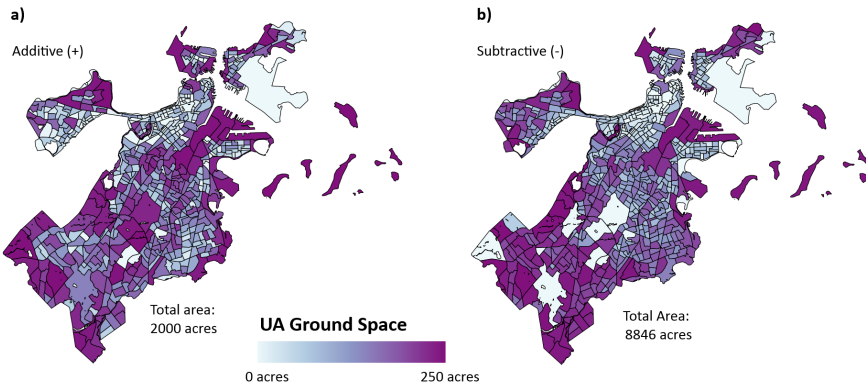 a)
Additive (+)
Total area:
2000 acres
b)
Subtractive (-)
Total Area:
8846 acres
UA Ground Space
0 acres
250 acres